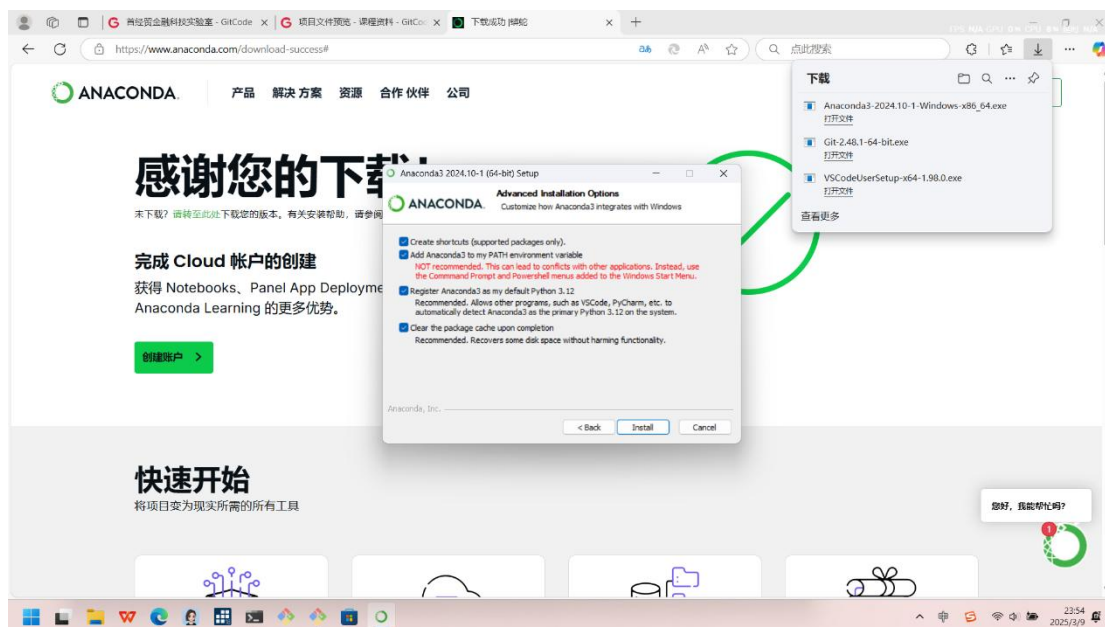 首经贸金融科技实验室 - GitCode
项目文件预览 - 课程资料 - GitCo
下载成功 |蟒蛇
https://www.anaconda.com/download-success#
点此搜索
ANACONDA.
产品 解决方案 资源 合作伙伴 公司
下载
Anaconda3-2024.10-1-Windows-x86_64.exe
打开文件
Git-2.48.1-64-bit.exe
打开文件
VSCodeUserSetup-x64-1.98.0.exe
打开文件
查看更多
感谢您的下载!
未下载？请转至此处下载您的版本。有关安装帮助，请参阅
完成 Cloud 帐户的创建
获得 Notebooks、Panel App Deployme
Anaconda Learning 的更多优势。
创建账户
Anaconda3 2024.10-1 (64-bit) Setup
ANACONDA.
Advanced Installation Options
Customize how Anaconda3 integrates with Windows
Create shortcuts (supported packages only).
Add Anaconda3 to my PATH environment variable
NOT recommended. This can lead to conflicts with other applications. Instead, use
the Commmand Prompt and Powershell menus added to the Windows Start Menu.
Register Anaconda3 as my default Python 3.12
Recommended. Allows other programs, such as VSCode, PyCharm, etc. to
automatically detect Anaconda3 as the primary Python 3.12 on the system.
Clear the package cache upon completion
Recommended. Recovers some disk space without harming functionality.
Anaconda, Inc.
< Back
Install
Cancel
快速开始
将项目变为现实所需的所有工具
您好，我能帮忙吗?
1
中
23:54
2025/3/9